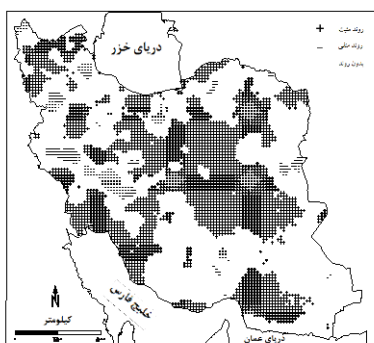 دریای خزر
+ روند مثبت
_ روند منفی
بدون روند
N
کیلومتر
خلیج فارس
دریای عمان